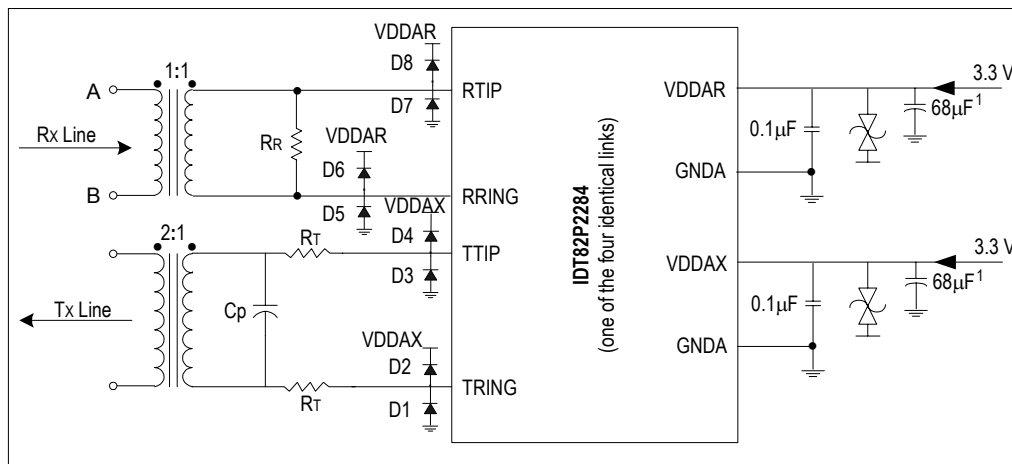 1:1
A
Rx Line
B
RR
VDDAR
D8
D7
RTIP
VDDAR
D6
D5
RRING
VDDAX
2:1
Tx Line
Cp
RT
D4
D3
TTIP
VDDAX
D2
D1
RT
TRING
IDT82P2284
(one of the four identical links)
VDDAR
0.1µF
68µF1
3.3 V
GNDA
VDDAX
0.1µF
68µF1
3.3 V
GNDA